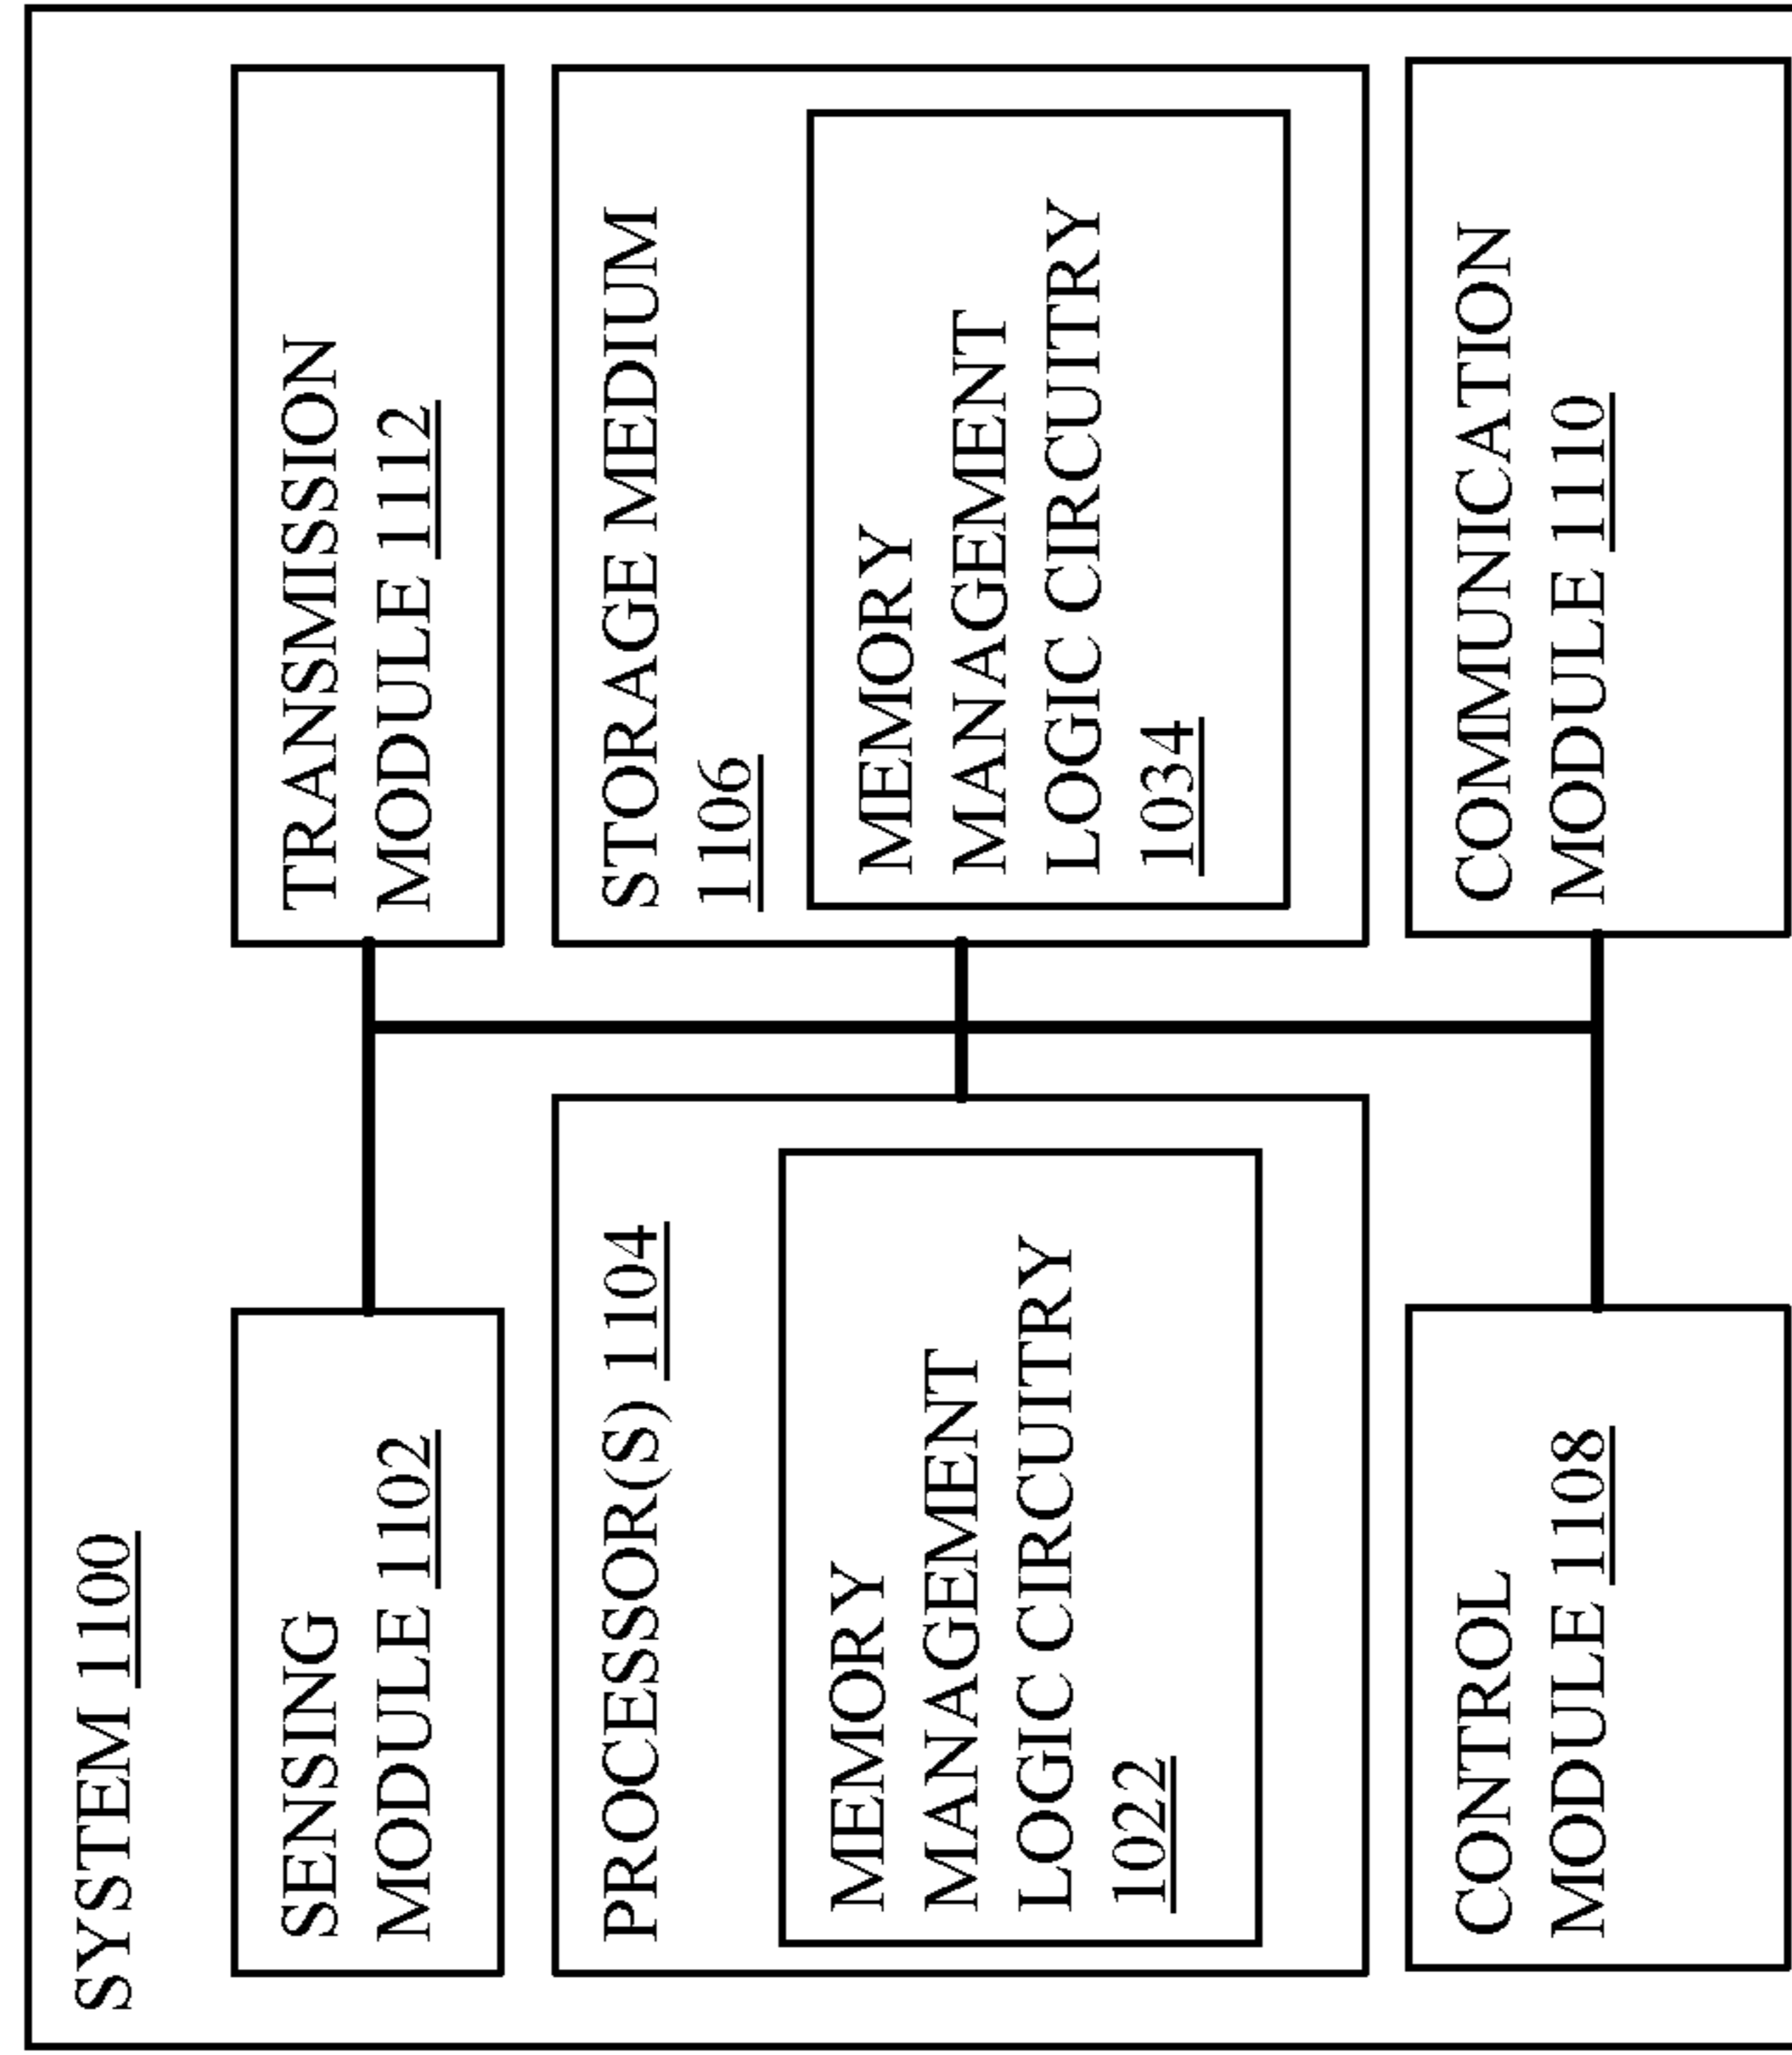 SYSTEM 1100
SENSING
MODULE 1102
TRANSMISSION
MODULE 1112
PROCESSOR(S) 1104
MEMORY
MANAGEMENT
LOGIC CIRCUITRY
1022
STORAGE MEDIUM
1106
MEMORY
MANAGEMENT
LOGIC CIRCUITRY
1034
CONTROL
MODULE 1108
COMMUNICATION
MODULE 1110